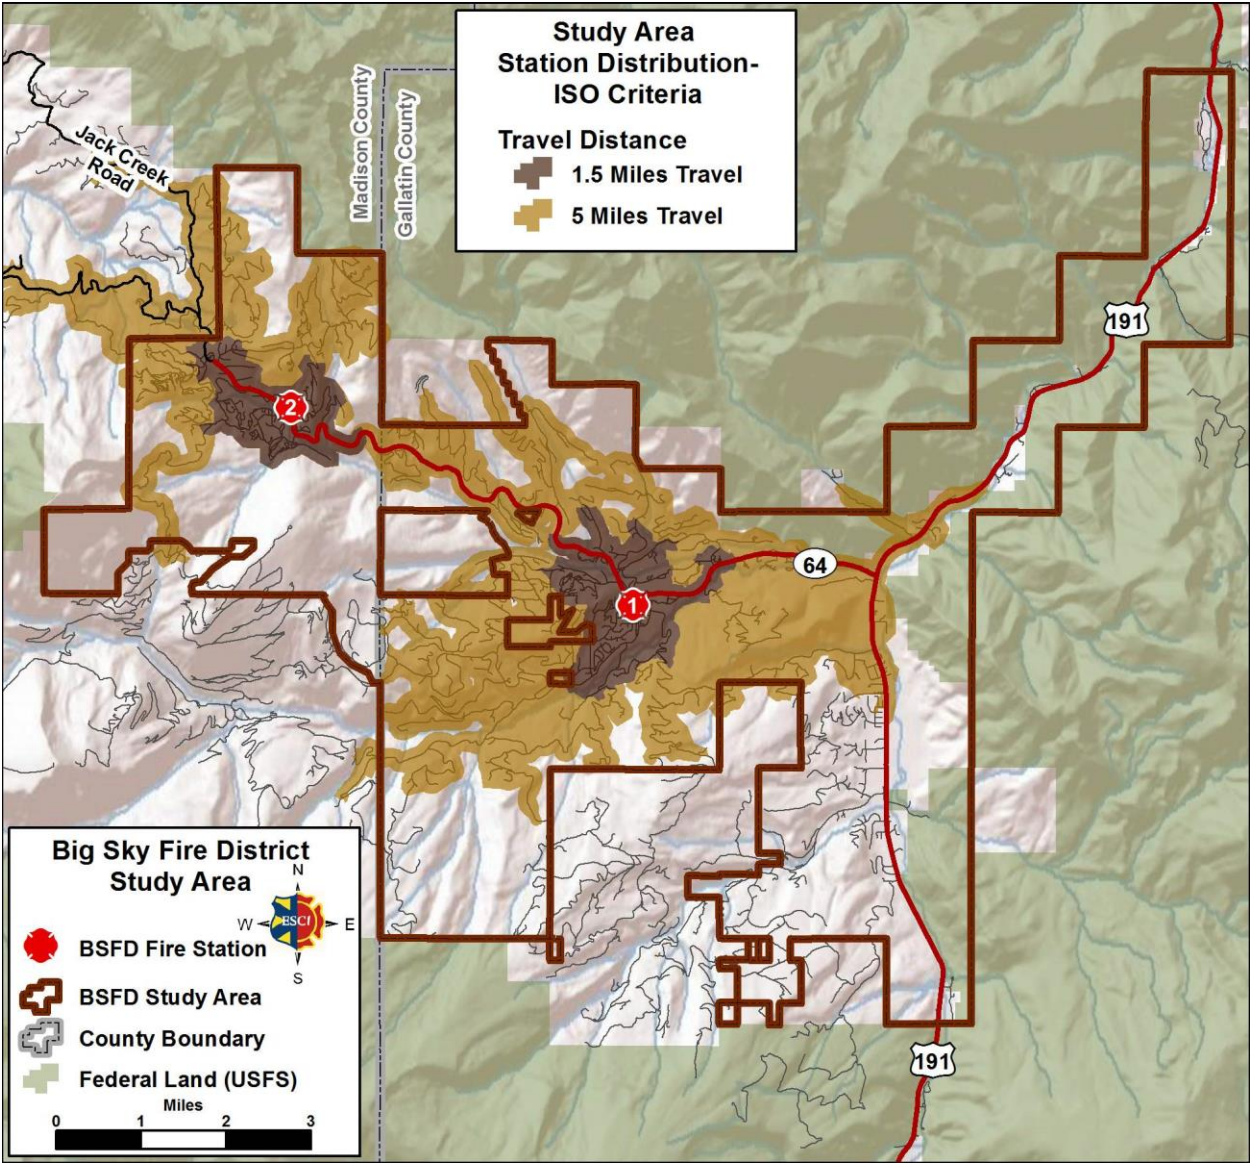 Study Area
Station Distribution-
ISO Criteria
Travel Distance
1.5 Miles Travel
5 Miles Travel
Madison County
Gallatin County
Jack Creek
Road
191
2
64
1
Big Sky Fire District
Study Area
N
W
ESCI
E
S
BSFD Fire Station
BSFD Study Area
County Boundary
Federal Land (USFS)
Miles
0 1 2 3
191